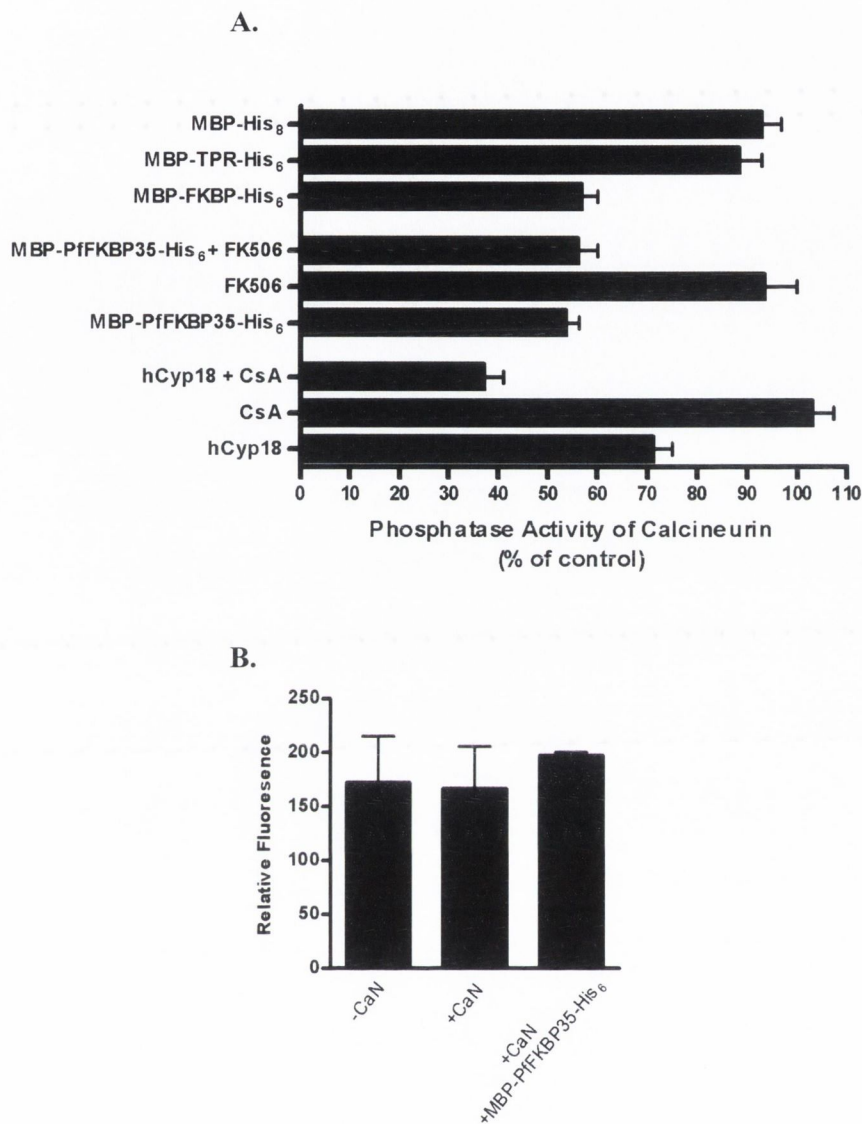 A.
MBP-His8
MBP-TPR-His6
MBP-FKBP-His6
MBP-PfFKBP35-His6+ FK506
FK506
MBP-PfFKBP35-His6
hCyp18 + CsA
CsA
hCyp18
0 10 20 30 40 50 60 70 80 90 100 110
Phosphatase Activity of Calcineurin
(% of control)
B.
250
200
150
100
50
0
Relative Fluoresence
-CaN
+CaN
+CaN
+MBP-PfFKBP35-His6